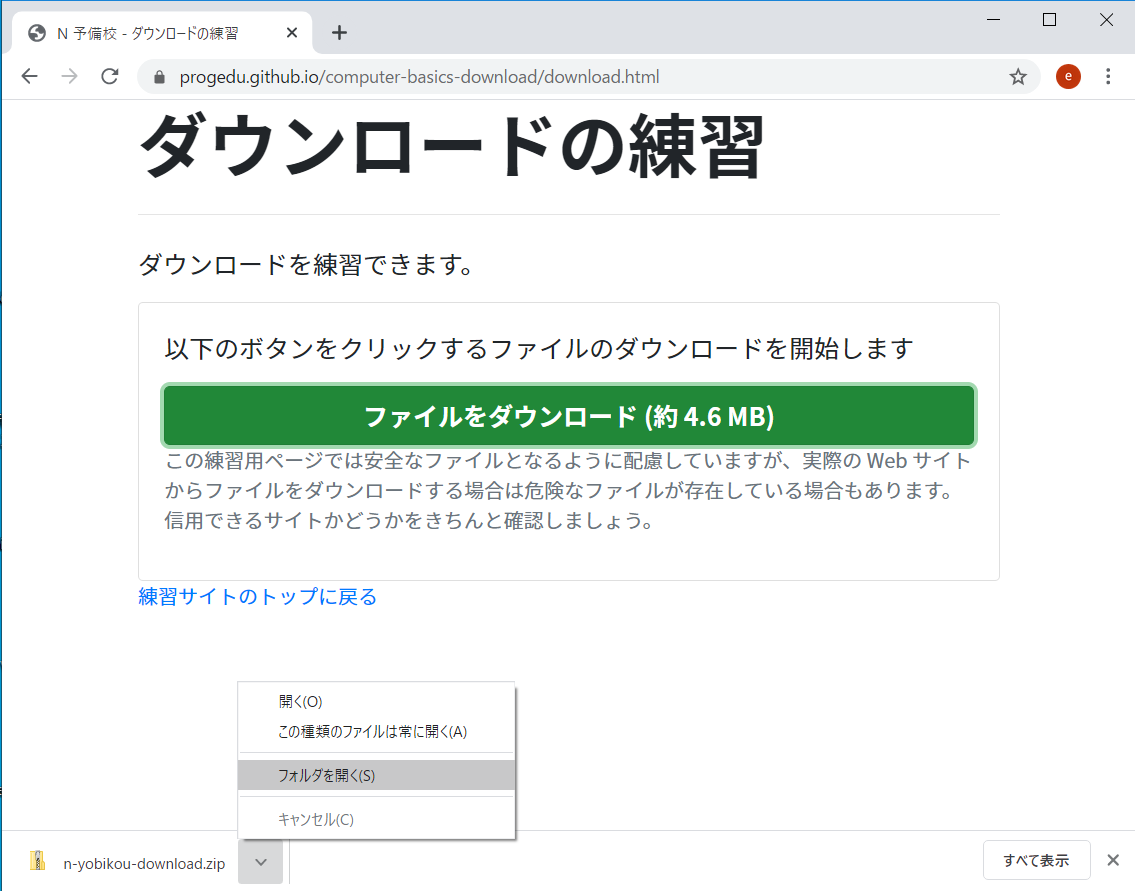 N 予備校 - ダウンロードの練習
progedu.github.io/computer-basics-download/download.html
e
ダウンロードの練習
ダウンロードを練習できます。
以下のボタンをクリックするファイルのダウンロードを開始します
ファイルをダウンロード (約 4.6 MB)
この練習用ページでは安全なファイルとなるように配慮していますが、実際の Web サイト
からファイルをダウンロードする場合は危険なファイルが存在している場合もあります。
信用できるサイトかどうかをきちんと確認しましょう。
練習サイトのトップに戻る
開く(O)
この種類のファイルは常に開く(A)
フォルダを開く(S)
キャンセル(C)
n-yobikou-download.zip
すべて表示